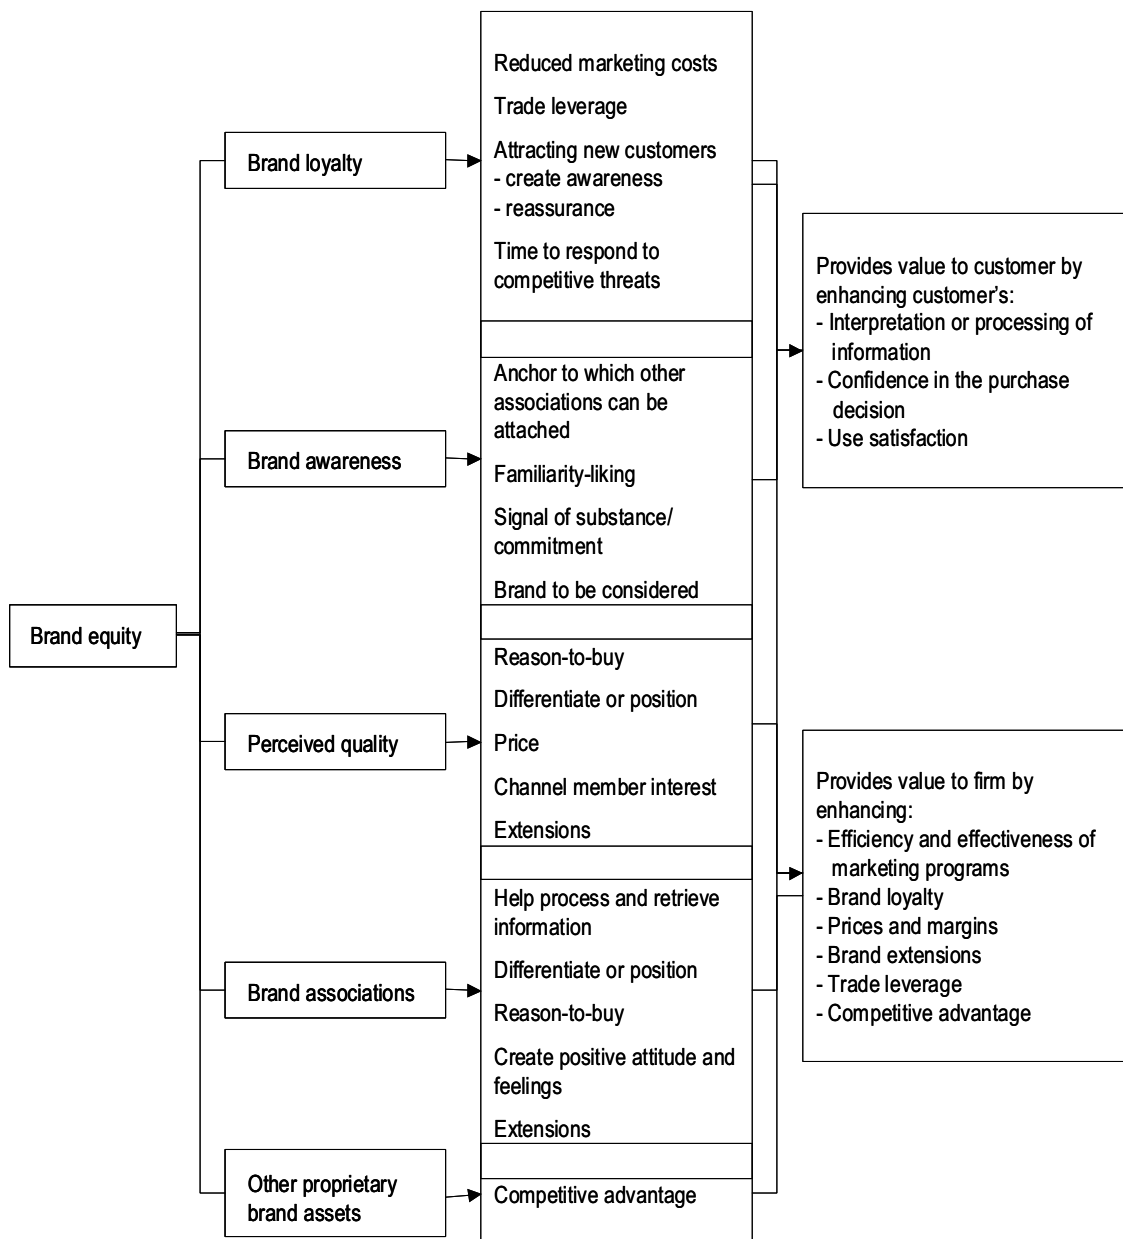 Brand equity
Brand loyalty
Brand awareness
Perceived quality
Brand associations
Other proprietary
brand assets
Reduced marketing costs
Trade leverage
Attracting new customers
- create awareness
- reassurance
Time to respond to
competitive threats
Anchor to which other
associations can be
attached
Familiarity-liking
Signal of substance/
commitment
Brand to be considered
Reason-to-buy
Differentiate or position
Price
Channel member interest
Extensions
Help process and retrieve
information
Differentiate or position
Reason-to-buy
Create positive attitude and
feelings
Extensions
Competitive advantage
Provides value to customer by
enhancing customer's:
- Interpretation or processing of
information
- Confidence in the purchase
decision
- Use satisfaction
Provides value to firm by
enhancing:
- Efficiency and effectiveness of
marketing programs
- Brand loyalty
- Prices and margins
- Brand extensions
- Trade leverage
- Competitive advantage